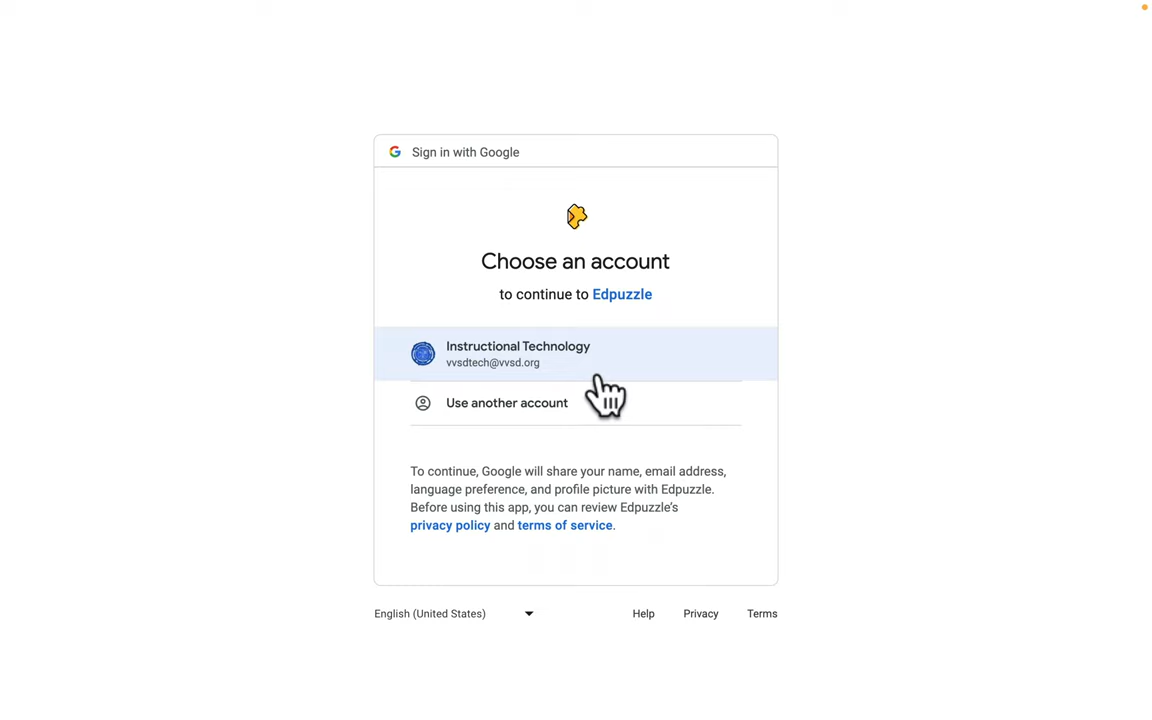 Sign in with Google
Choose an account
to continue to Edpuzzle
Instructional Technology
vvsdtech@vvsd.org
Use another account
To continue, Google will share your name, email address,
language preference, and profile picture with Edpuzzle.
Before using this app, you can review Edpuzzle's
privacy policy and terms of service.
English (United States) Help Privacy Terms